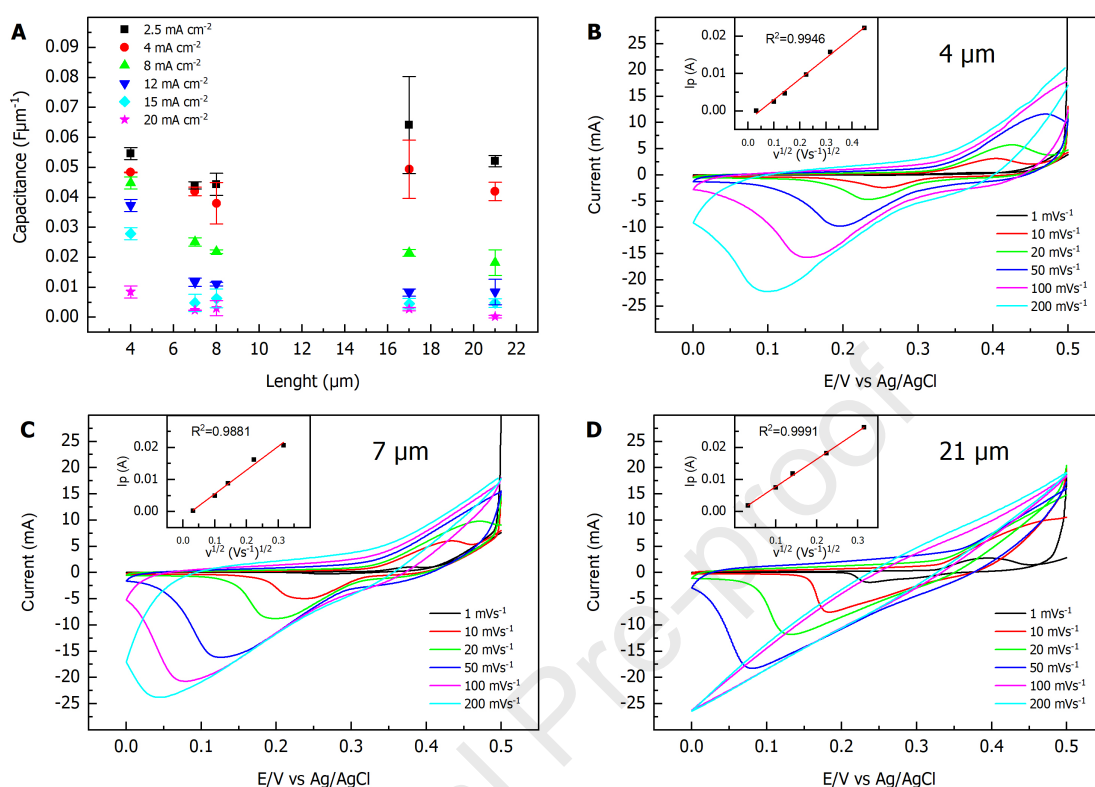 A
2.5 mA cm-2
4 mA cm-2
8 mA cm-2
12 mA cm-2
15 mA cm-2
20 mA cm-2
0.09
0.08
0.07
0.06
0.05
0.04
0.03
0.02
0.01
0.00
Capacitance (Fμm-1)
4 6 8 10 12 14 16 18 20 22
Lenght (μm)
B
4 μm
R2=0.9946
Ip (A)
0.02
0.01
0.00
0.0 0.1 0.2 0.3 0.4
v1/2 (Vs-1)1/2
25
20
15
10
5
0
-5
-10
-15
-20
-25
Current (mA)
1 mVs-1
10 mVs-1
20 mVs-1
50 mVs-1
100 mVs-1
200 mVs-1
0.0 0.1 0.2 0.3 0.4 0.5
E/V vs Ag/AgCl
C
7 μm
R2=0.9881
Ip (A)
0.02
0.01
0.00
0.0 0.1 0.2 0.3
v1/2 (Vs-1)1/2
25
20
15
10
5
0
-5
-10
-15
-20
-25
Current (mA)
1 mVs-1
10 mVs-1
20 mVs-1
50 mVs-1
100 mVs-1
200 mVs-1
0.0 0.1 0.2 0.3 0.4 0.5
E/V vs Ag/AgCl
D
21 μm
R2=0.9991
Ip (A)
0.02
0.01
0.00
0.0 0.1 0.2 0.3
v1/2 (Vs-1)1/2
25
20
15
10
5
0
-5
-10
-15
-20
-25
Current (mA)
1 mVs-1
10 mVs-1
20 mVs-1
50 mVs-1
100 mVs-1
200 mVs-1
0.0 0.1 0.2 0.3 0.4 0.5
E/V vs Ag/AgCl
Pre-proof